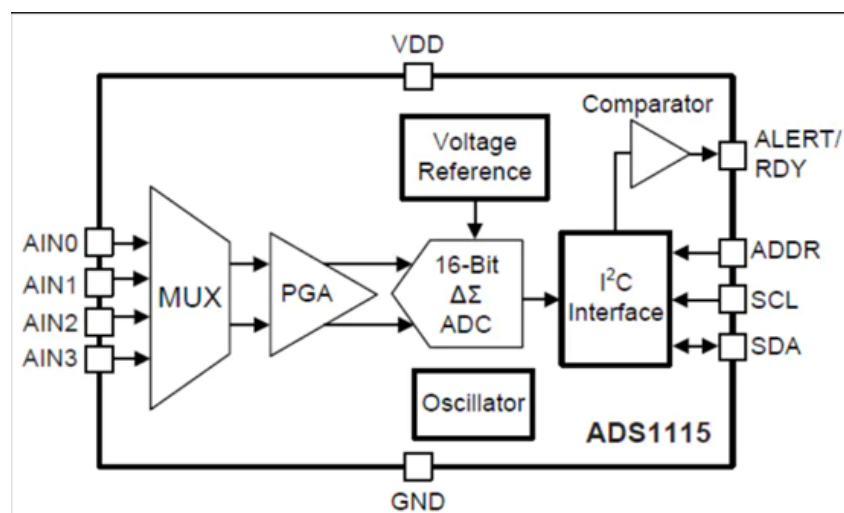 VDD
Comparator
Voltage
Reference
ALERT/
RDY
AIN0
AIN1
AIN2
AIN3
MUX
PGA
16-Bit
ΔΣ
ADC
I²C
Interface
ADDR
SCL
SDA
Oscillator
ADS1115
GND